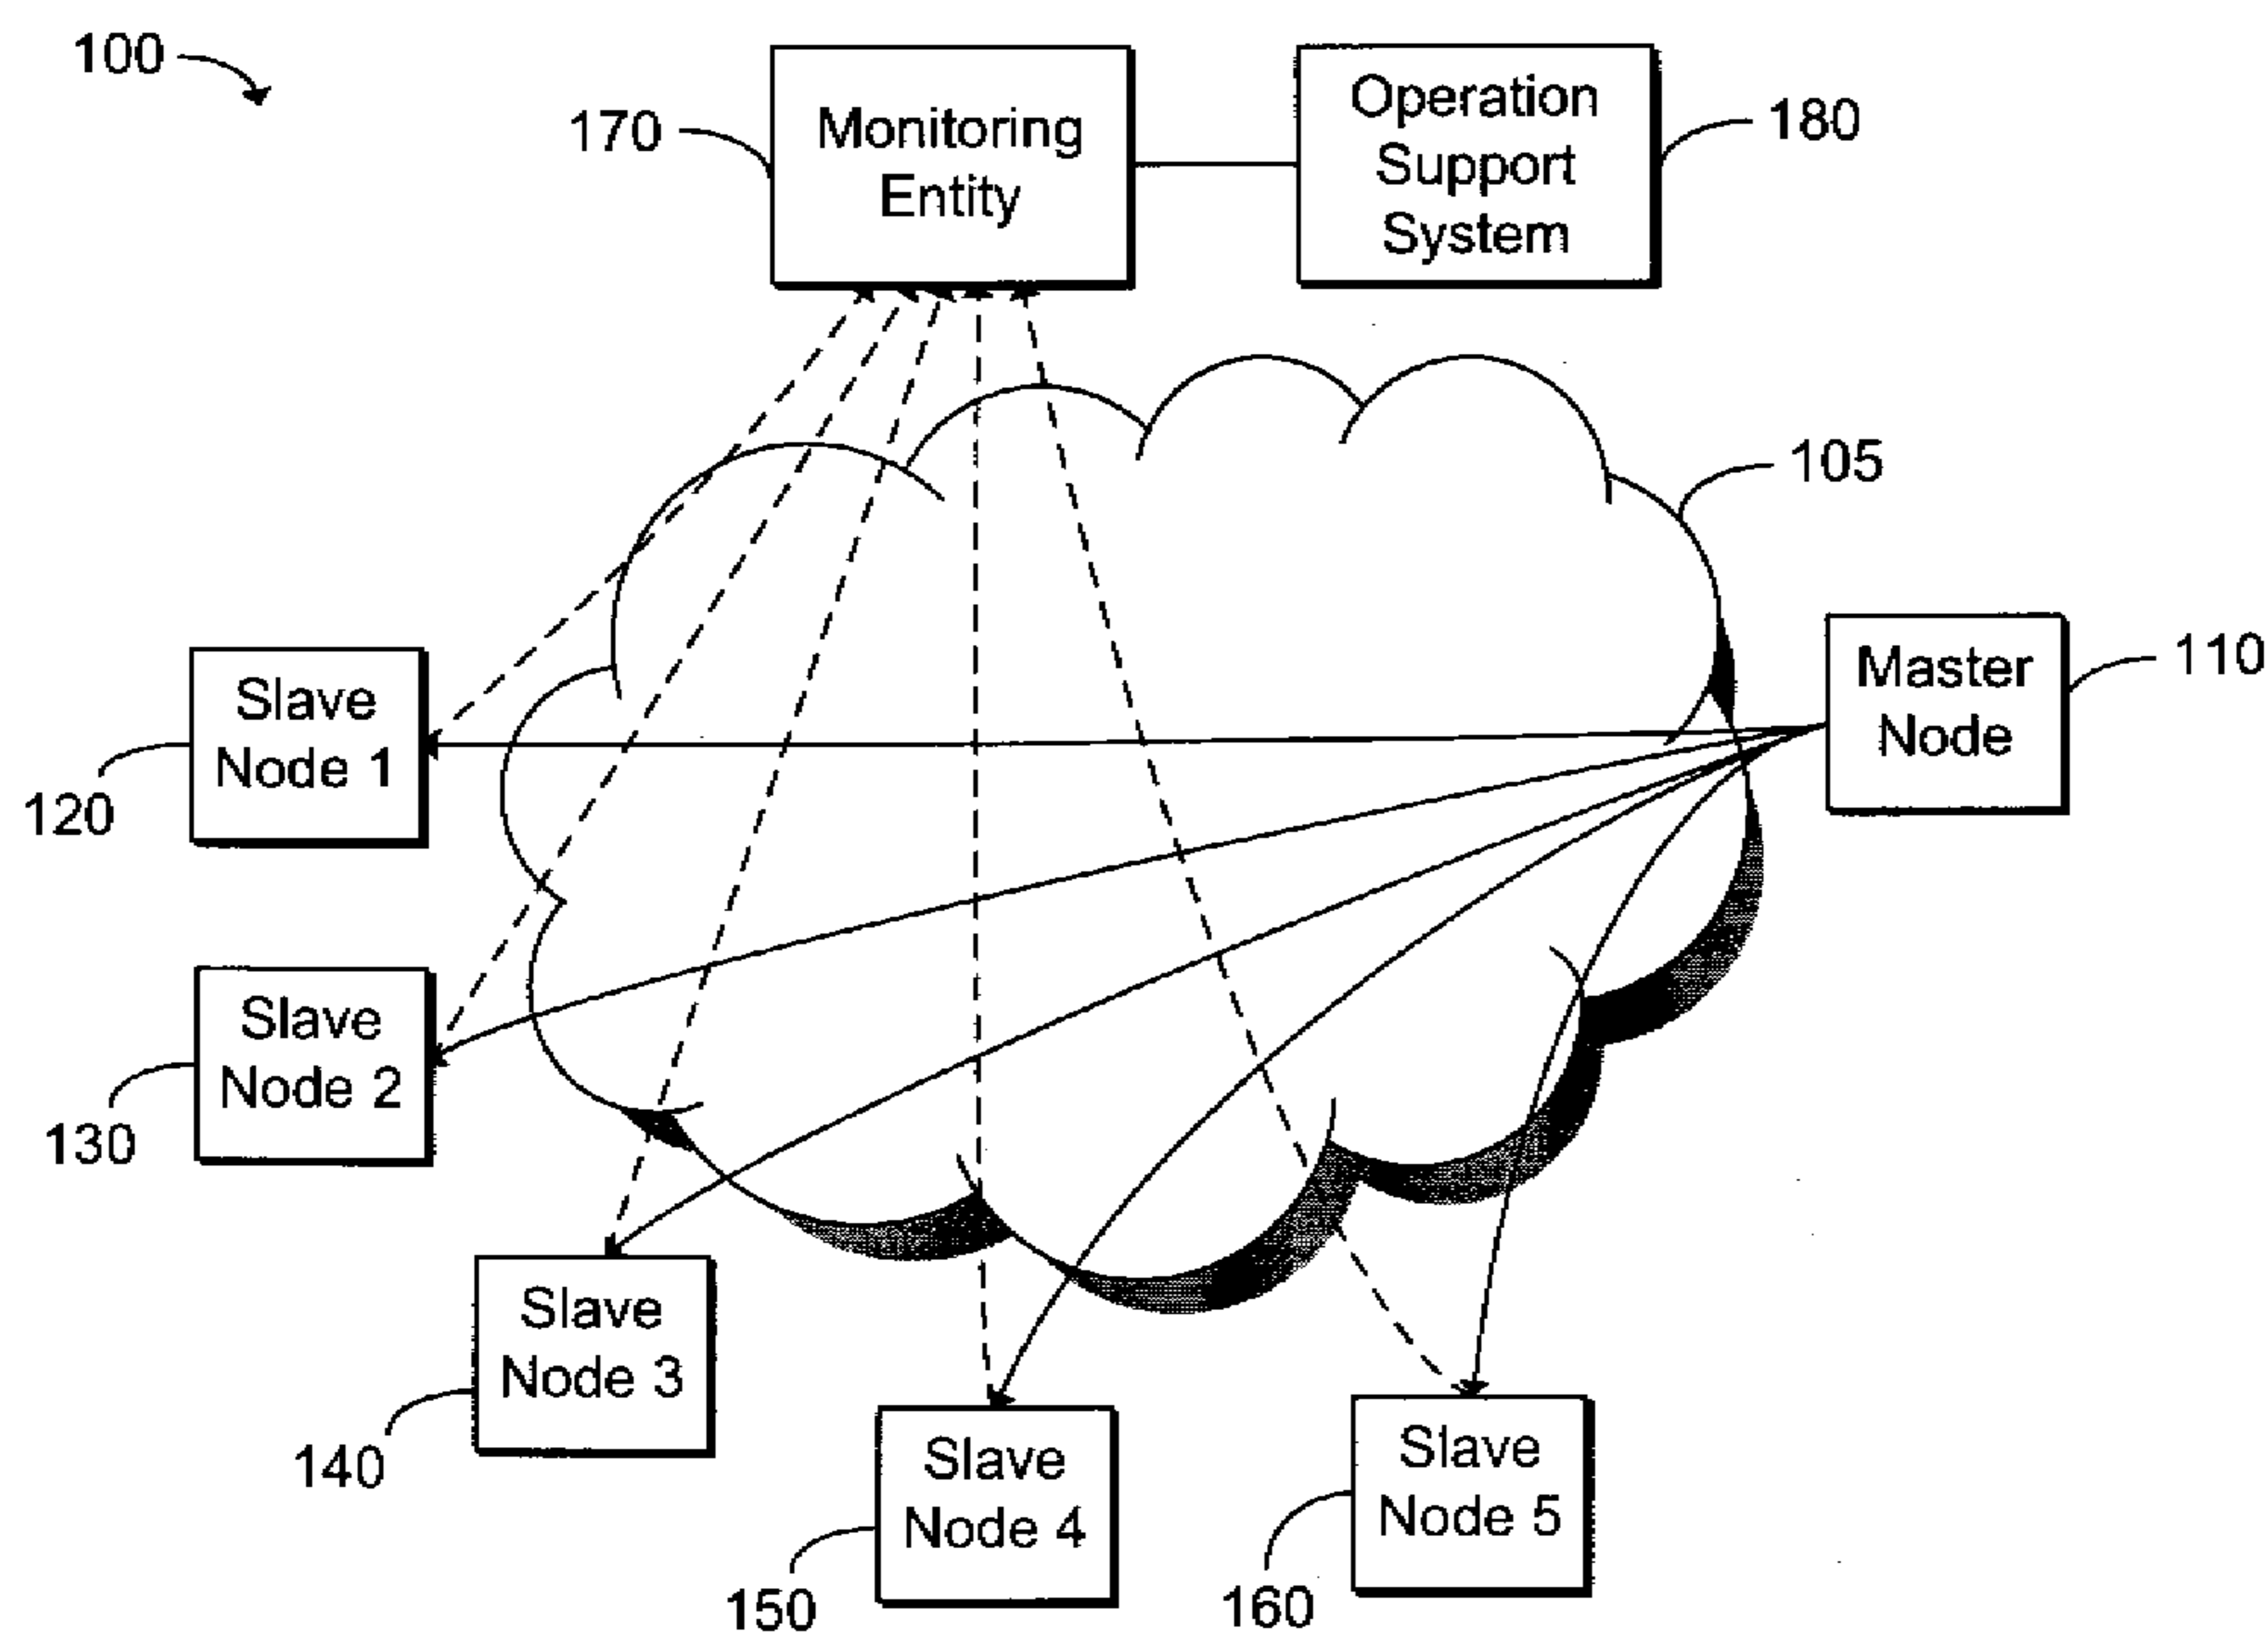 100
170
Monitoring
Entity
Operation
Support
System
180
105
Master
Node
110
Slave
Node 1
120
Slave
Node 2
130
Slave
Node 3
140
Slave
Node 4
150
Slave
Node 5
160